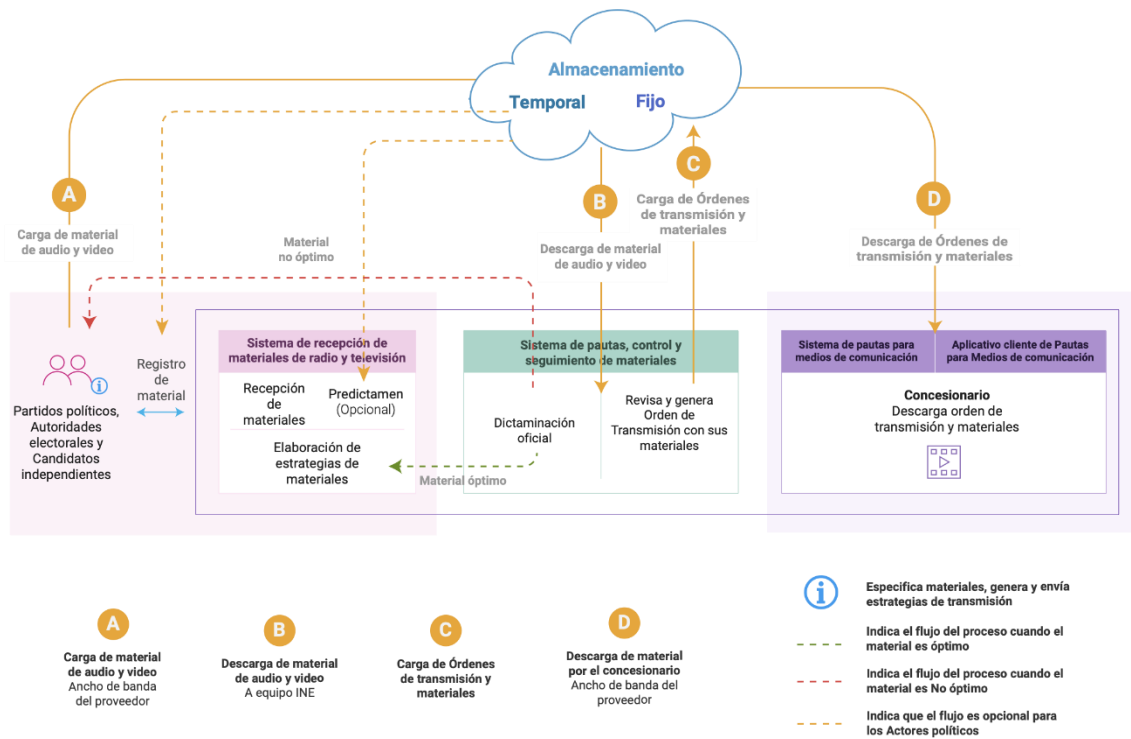 Almacenamiento
Temporal
Fijo
A
Carga de material
de audio y video
Material
no óptimo
B
Descarga de material
de audio y video
C
Carga de Órdenes
de transmisión y
materiales
D
Descarga de Órdenes de
transmisión y materiales
Partidos políticos,
Autoridades
electorales y
Candidatos
independientes
i
Registro
de
material
Sistema de recepción de
materiales de radio y televisión
Recepción
de
materiales
Predictamen
(Opcional)
Elaboración de
estrategias de
materiales
Material óptimo
Sistema de pautas, control y
seguimiento de materiales
Dictaminación
oficial
Revisa y genera
Orden de
Transmisión con sus
materiales
Sistema de pautas para
medios de comunicación
Aplicativo cliente de Pautas
para Medios de comunicación
Concesionario
Descarga orden de
transmisión y materiales
A
Carga de material
de audio y video
Ancho de banda
del proveedor
B
Descarga de material
de audio y video
A equipo INE
C
Carga de Órdenes
de transmisión y
materiales
D
Descarga de material
por el concesionario
Ancho de banda del
proveedor
i
Especifica materiales, genera y envía
estrategias de transmisión
Indica el flujo del proceso cuando el
material es óptimo
Indica el flujo del proceso cuando el
material es No óptimo
Indica que el flujo es opcional para
los Actores políticos